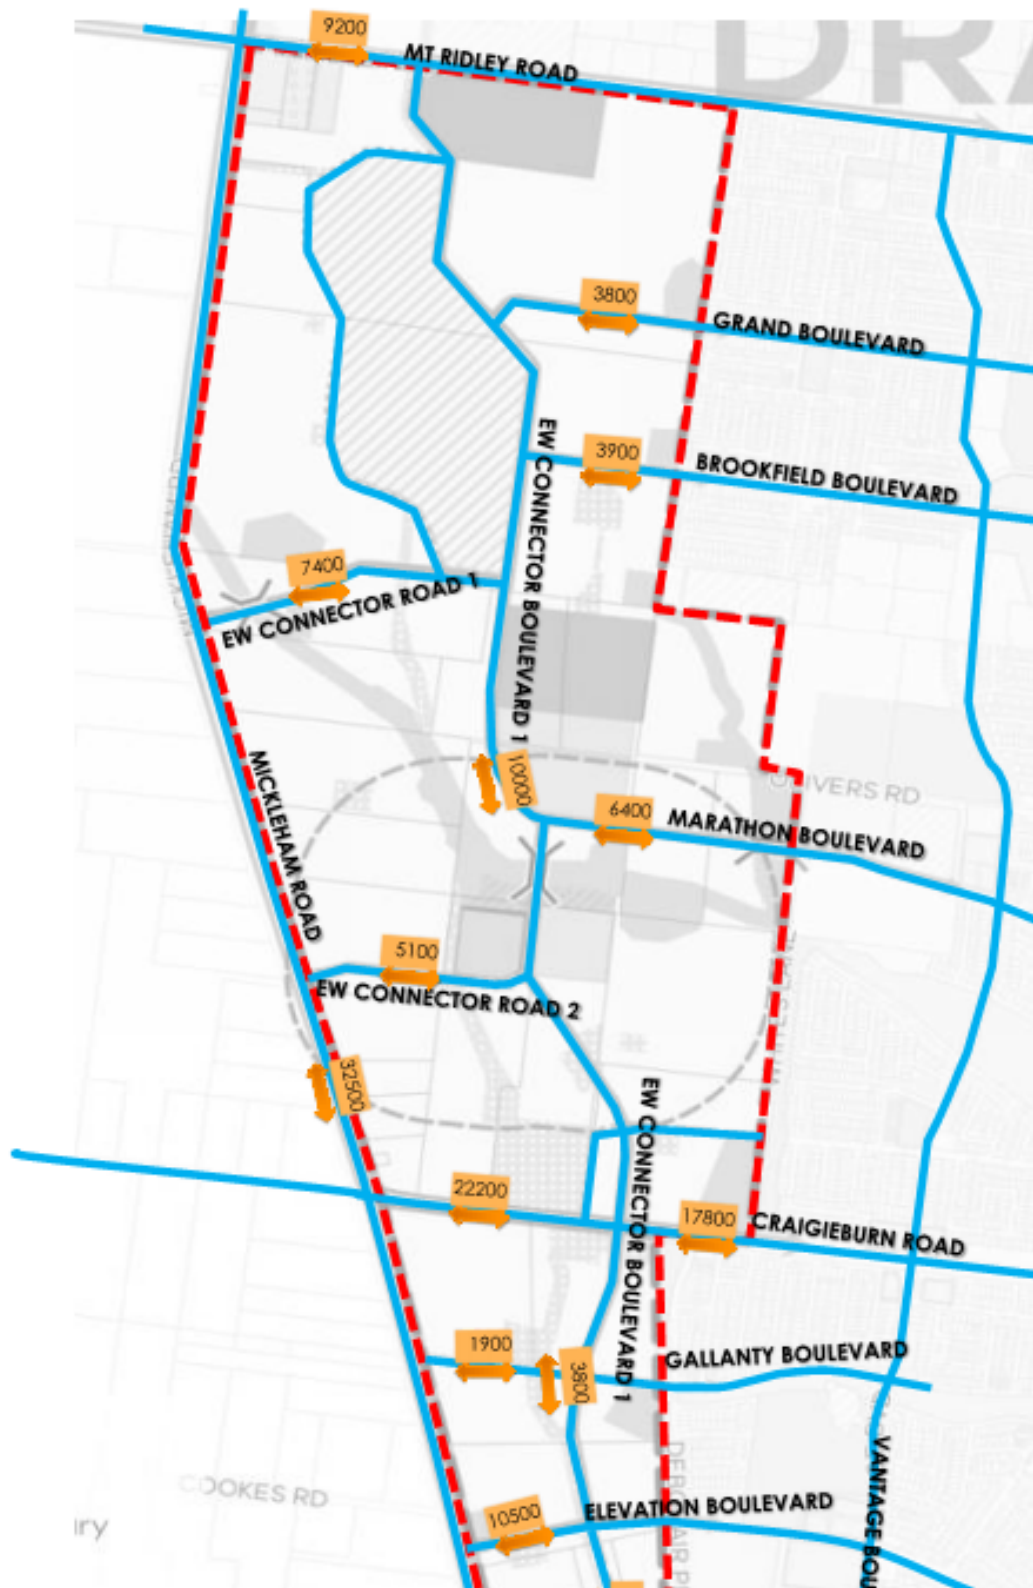 DRA
9200
MT RIDLEY ROAD
3800
GRAND BOULEVARD
EW CONNECTOR BOULEVARD 1
3900
BROOKFIELD BOULEVARD
7400
EW CONNECTOR ROAD 1
MICKLEHAM ROAD
10000
6400
MARATHON BOULEVARD
5100
EW CONNECTOR ROAD 2
32500
EW CONNECTOR BOULEVARD 1
22200
17800
CRAIGIEBURN ROAD
1900
3800
GALLANTY BOULEVARD
COOKES RD
ury
10500
ELEVATION BOULEVARD
VANTAGE BOU